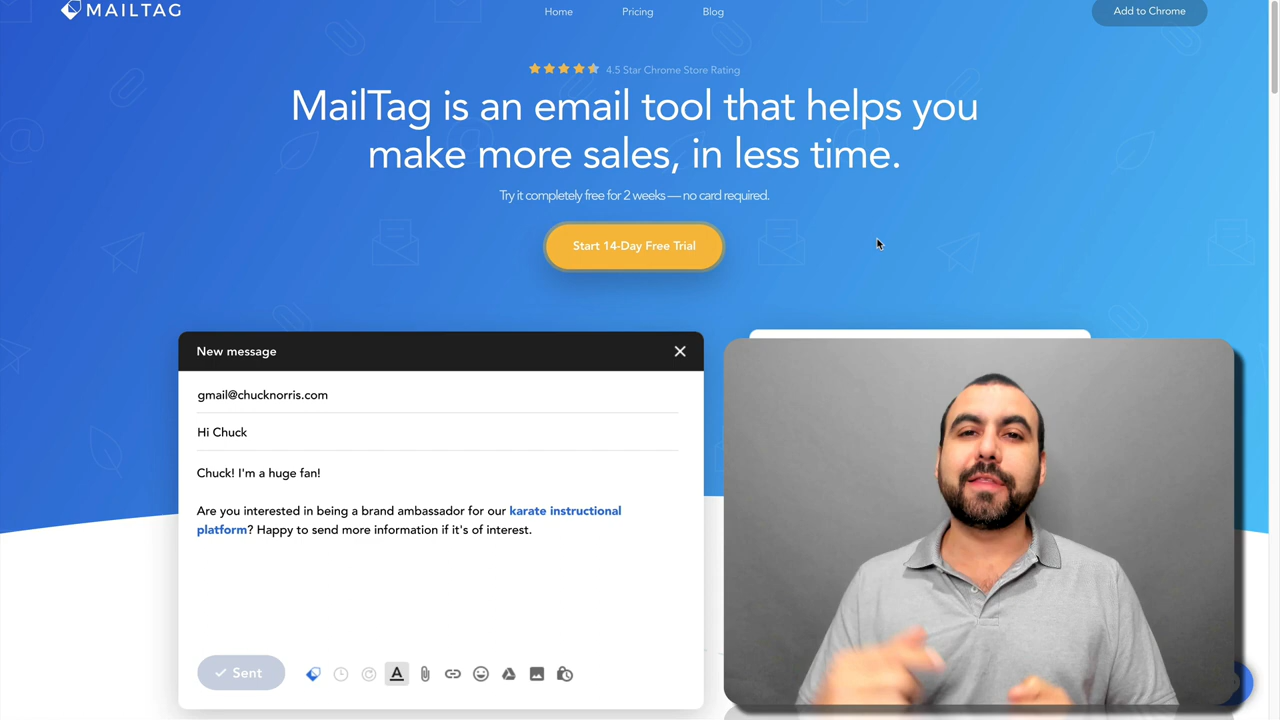 MAILTAG
Home
Pricing
Blog
Add to Chrome
4.5 Star Chrome Store Rating
MailTag is an email tool that helps you
make more sales, in less time.
Try it completely free for 2 weeks — no card required.
Start 14-Day Free Trial
New message
gmail@chucknorris.com
Hi Chuck
Chuck! I'm a huge fan!
Are you interested in being a brand ambassador for our karate instructional
platform? Happy to send more information if it's of interest.
Sent